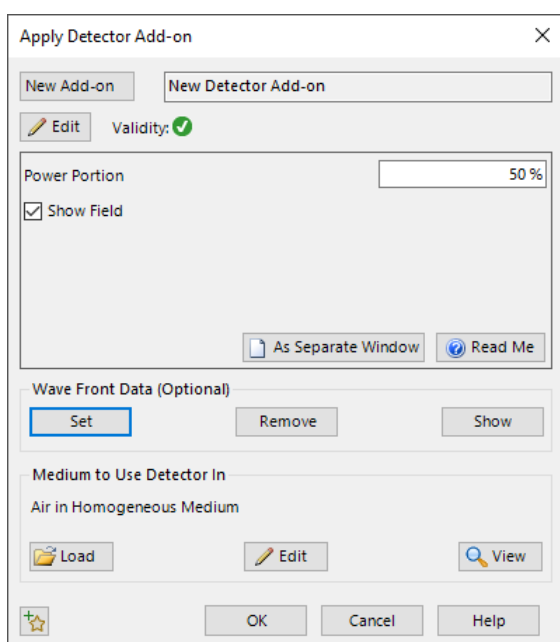 Apply Detector Add-on
New Add-on New Detector Add-on
Edit Validity:
Power Portion 50 %
Show Field
As Separate Window Read Me
Wave Front Data (Optional)
Set Remove Show
Medium to Use Detector In
Air in Homogeneous Medium
Load Edit View
OK Cancel Help